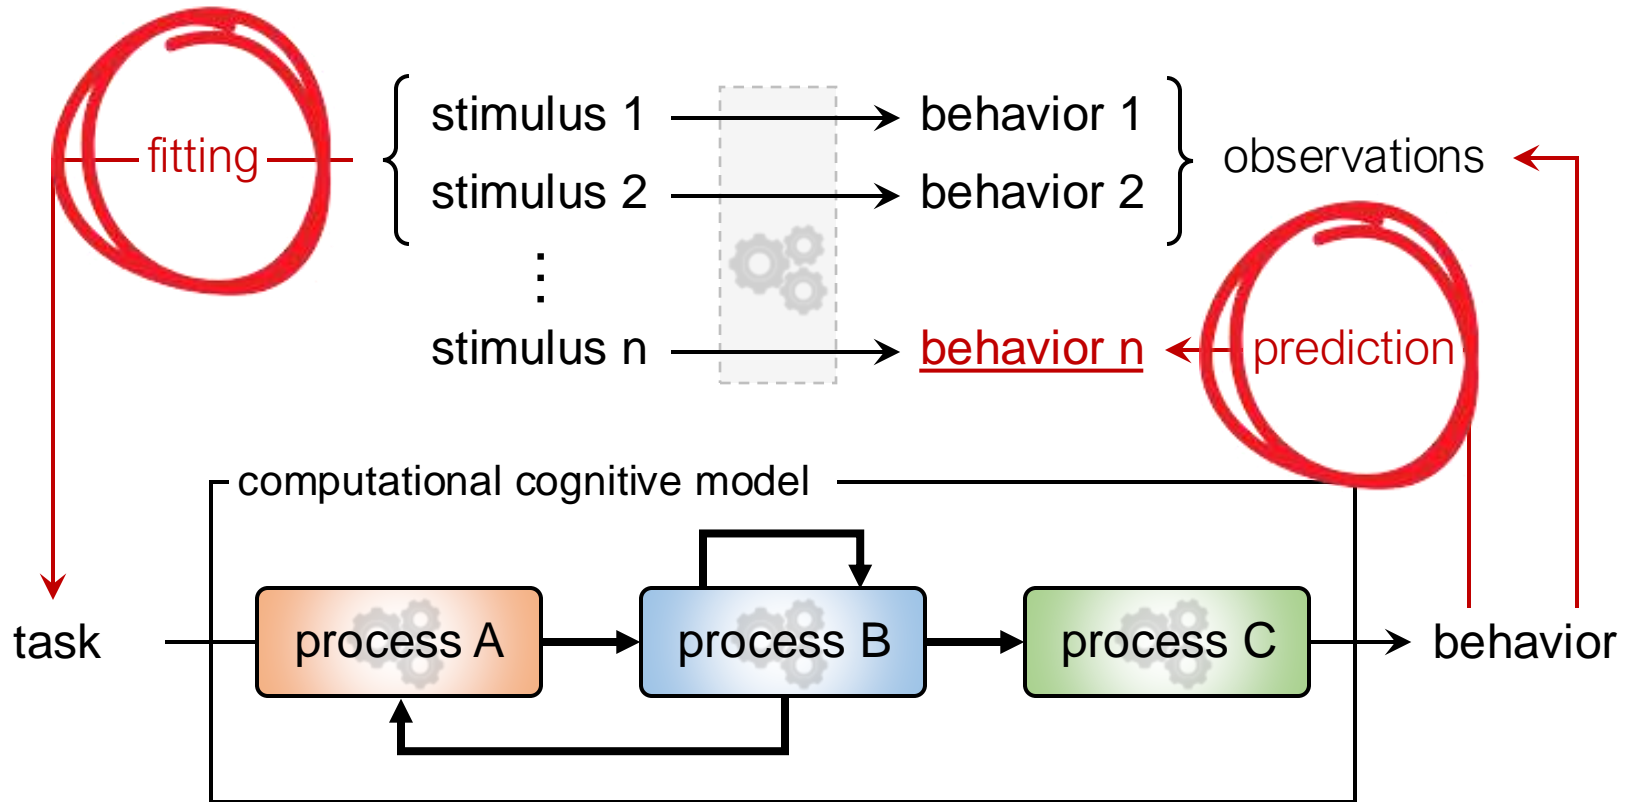 stimulus 1
behavior 1
fitting
observations
stimulus 2
behavior 2
stimulus n
behavior n
prediction
computational cognitive model
task
process A
process B
process C
behavior